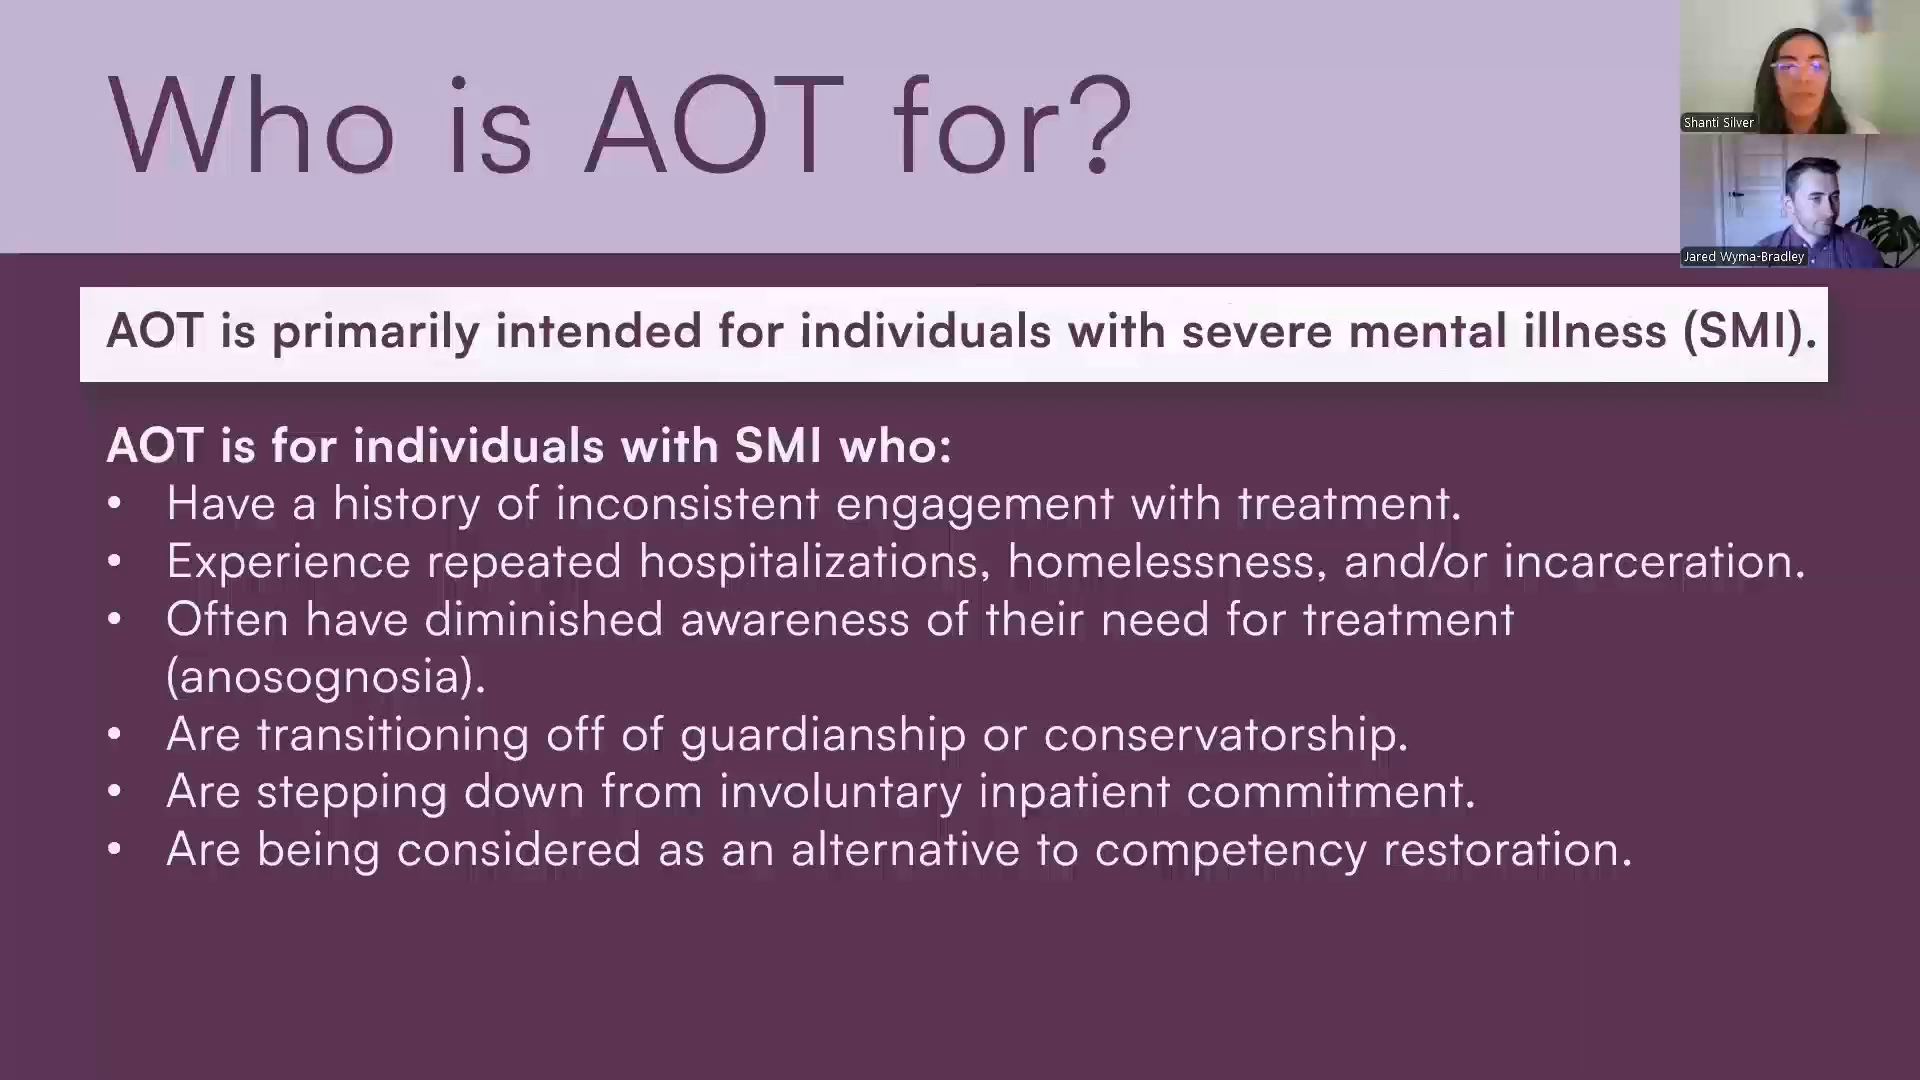 Who is AOT for?
Shanti Silver
Jared Wyma-Bradley
AOT is primarily intended for individuals with severe mental illness (SMI).
AOT is for individuals with SMI who:
• Have a history of inconsistent engagement with treatment.
• Experience repeated hospitalizations, homelessness, and/or incarceration.
• Often have diminished awareness of their need for treatment
(anosognosia).
• Are transitioning off of guardianship or conservatorship.
• Are stepping down from involuntary inpatient commitment.
• Are being considered as an alternative to competency restoration.